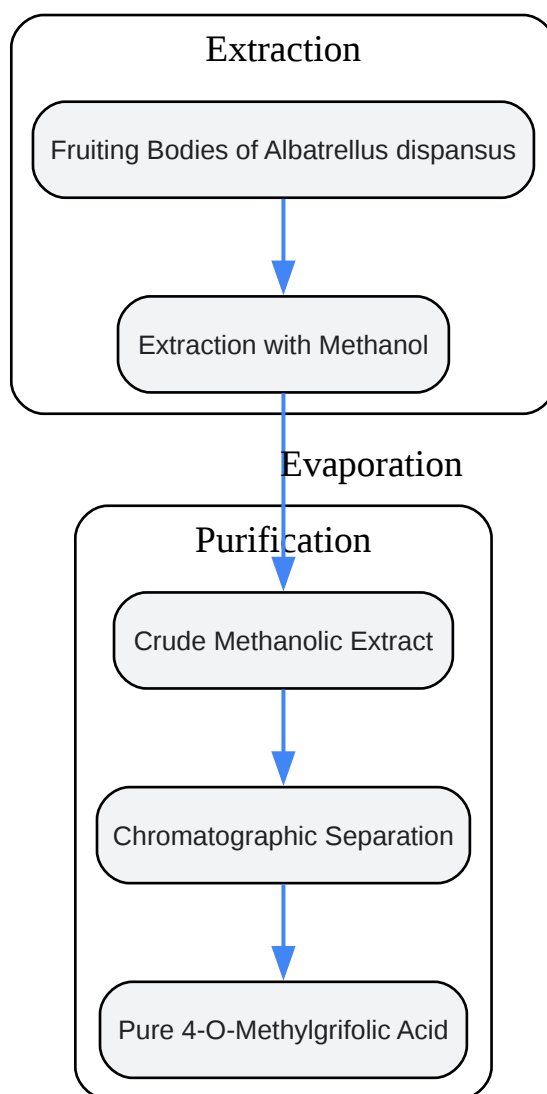 Extraction
Fruiting Bodies of Albatrellus dispansus
Extraction with Methanol
Evaporation
Purification
Crude Methanolic Extract
Chromatographic Separation
Pure 4-O-Methylgrifolic Acid